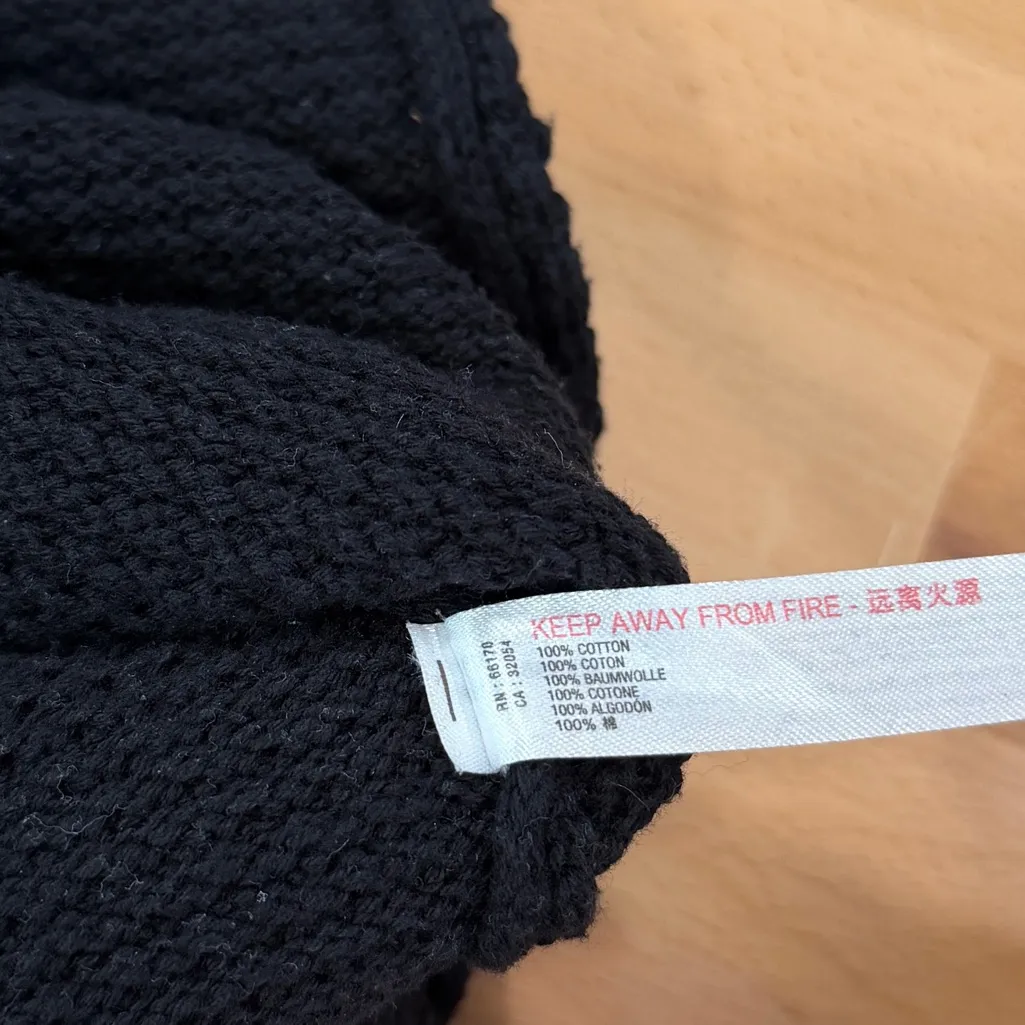 KEEP AWAY FROM FIRE - 远离火源
100% COTTON
100% COTON
100% BAUMWOLLE
100% COTONE
100% ALGODÓN
100% 棉
RN : 66170
CA : 32054